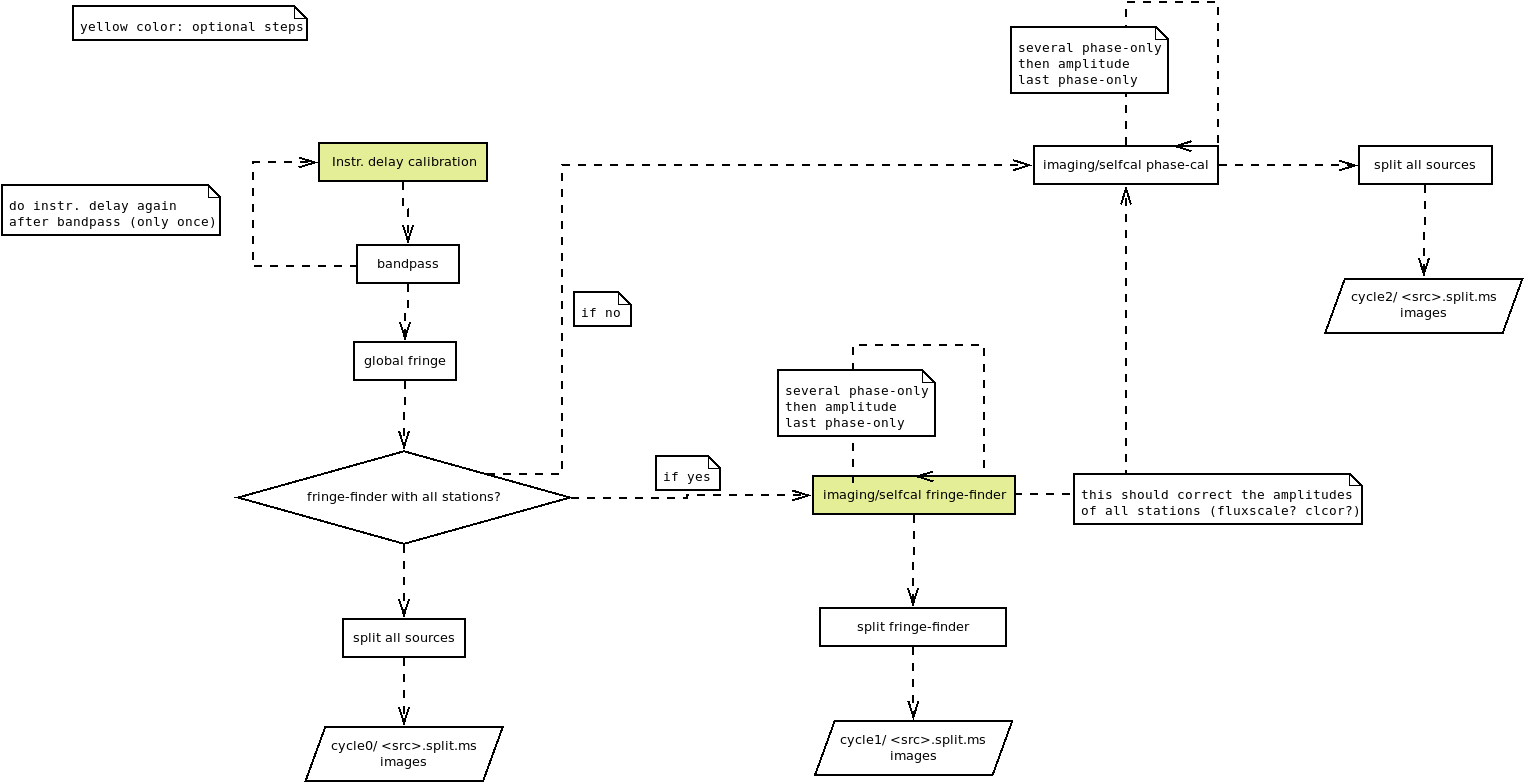 yellow color: optional steps
several phase-only
then amplitude
last phase-only
Instr. delay calibration
imaging/selfcal phase-cal
split all sources
do instr. delay again
after bandpass (only once)
bandpass
cycle2/ <src>.split.ms
images
if no
global fringe
several phase-only
then amplitude
last phase-only
if yes
fringe-finder with all stations?
imaging/selfcal fringe-finder
this should correct the amplitudes
of all stations (fluxscale? clcor?)
split all sources
split fringe-finder
cycle0/ <src>.split.ms
images
cycle1/ <src>.split.ms
images